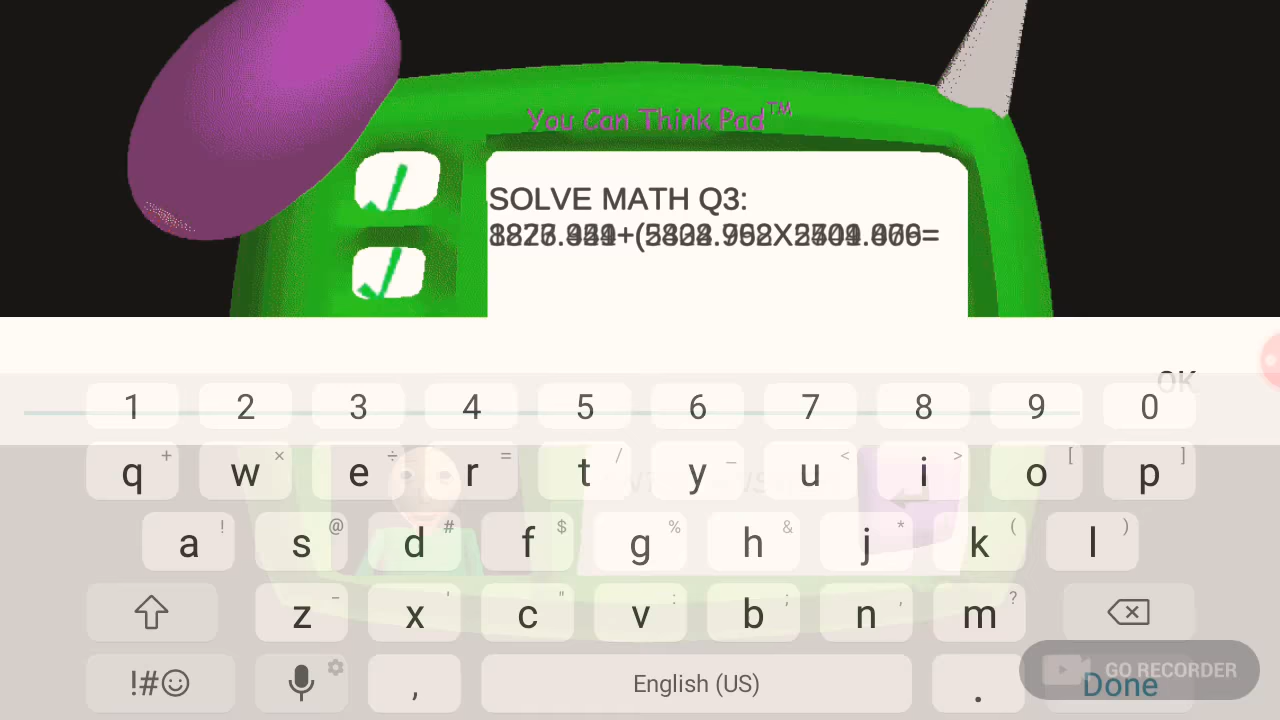 You Can Think Pad™
SOLVE MATH Q3:
OK
1 2 3 4 5 6 7 8 9 0
q + w × e ÷ r = t / y _ u < i > o [ p ]
a ! s @ d # f $ g % h & j * k ( l )
z - x ' c " v : b ; n , m ?
!#☺ , English (US) . Done
GO RECORDER